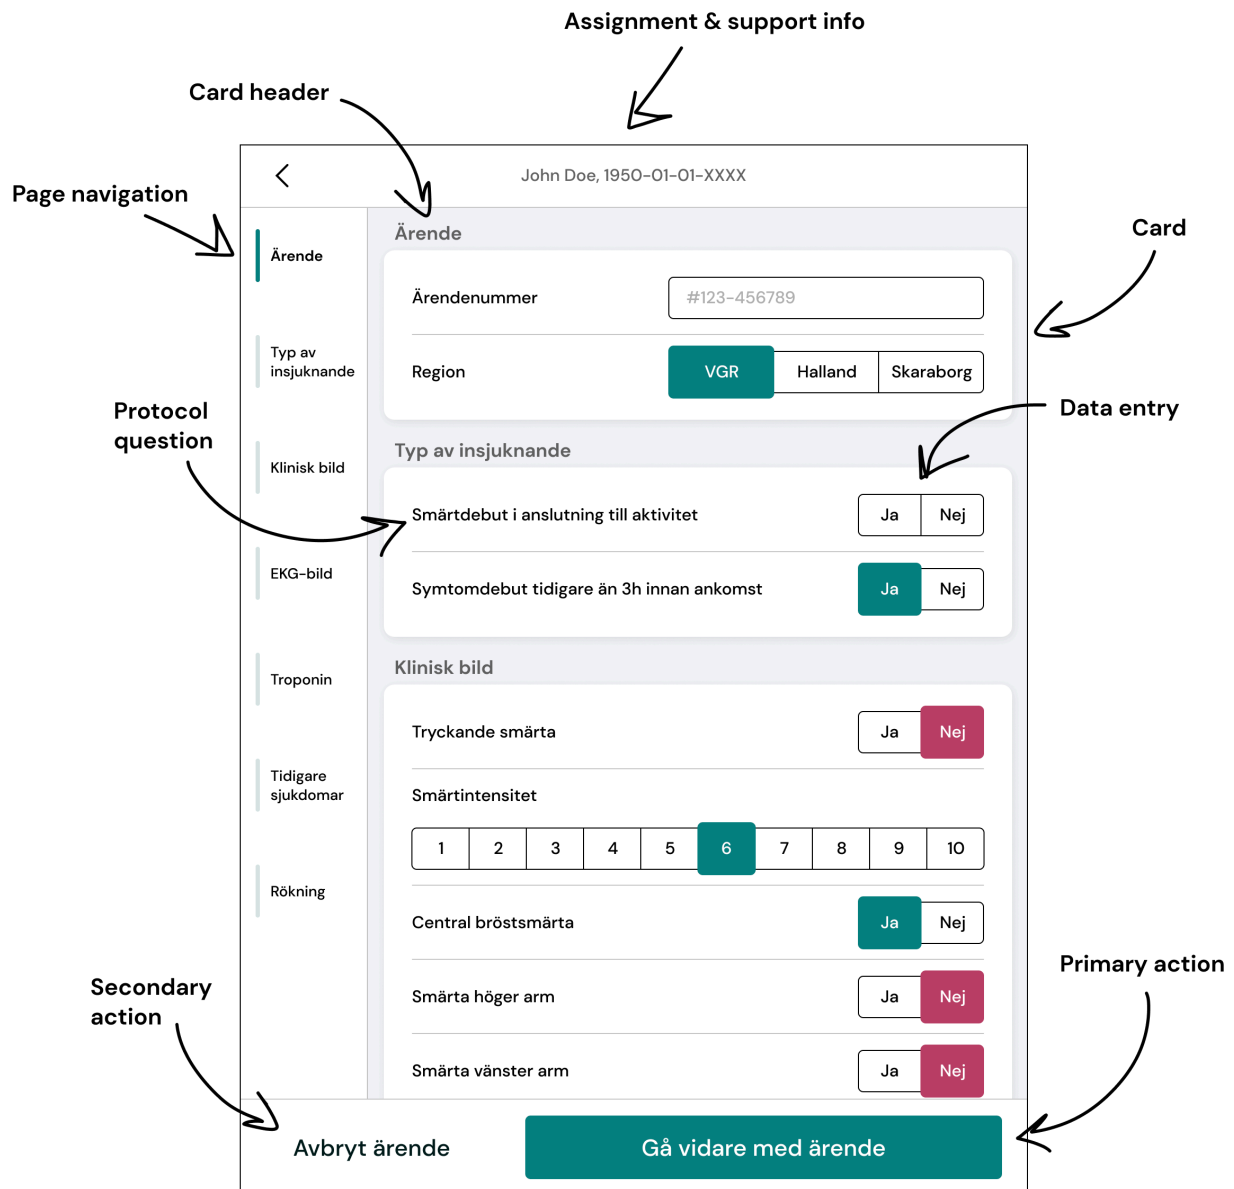 Assignment & support info
Card header
Page navigation
John Doe, 1950-01-01-XXXX
Card
Ärende
Typ av
insjuknande
Klinisk bild
EKG-bild
Troponin
Tidigare
sjukdomar
Rökning
Ärende
Ärendenummer
#123-456789
Region
VGR Halland Skaraborg
Protocol
question
Data entry
Typ av insjuknande
Smärtdebut i anslutning till aktivitet
Ja Nej
Symtomdebut tidigare än 3h innan ankomst
Ja Nej
Klinisk bild
Tryckande smärta
Ja Nej
Smärtintensitet
1 2 3 4 5 6 7 8 9 10
Central bröstsmärta
Ja Nej
Smärta höger arm
Ja Nej
Smärta vänster arm
Ja Nej
Secondary
action
Primary action
Avbryt ärende
Gå vidare med ärende